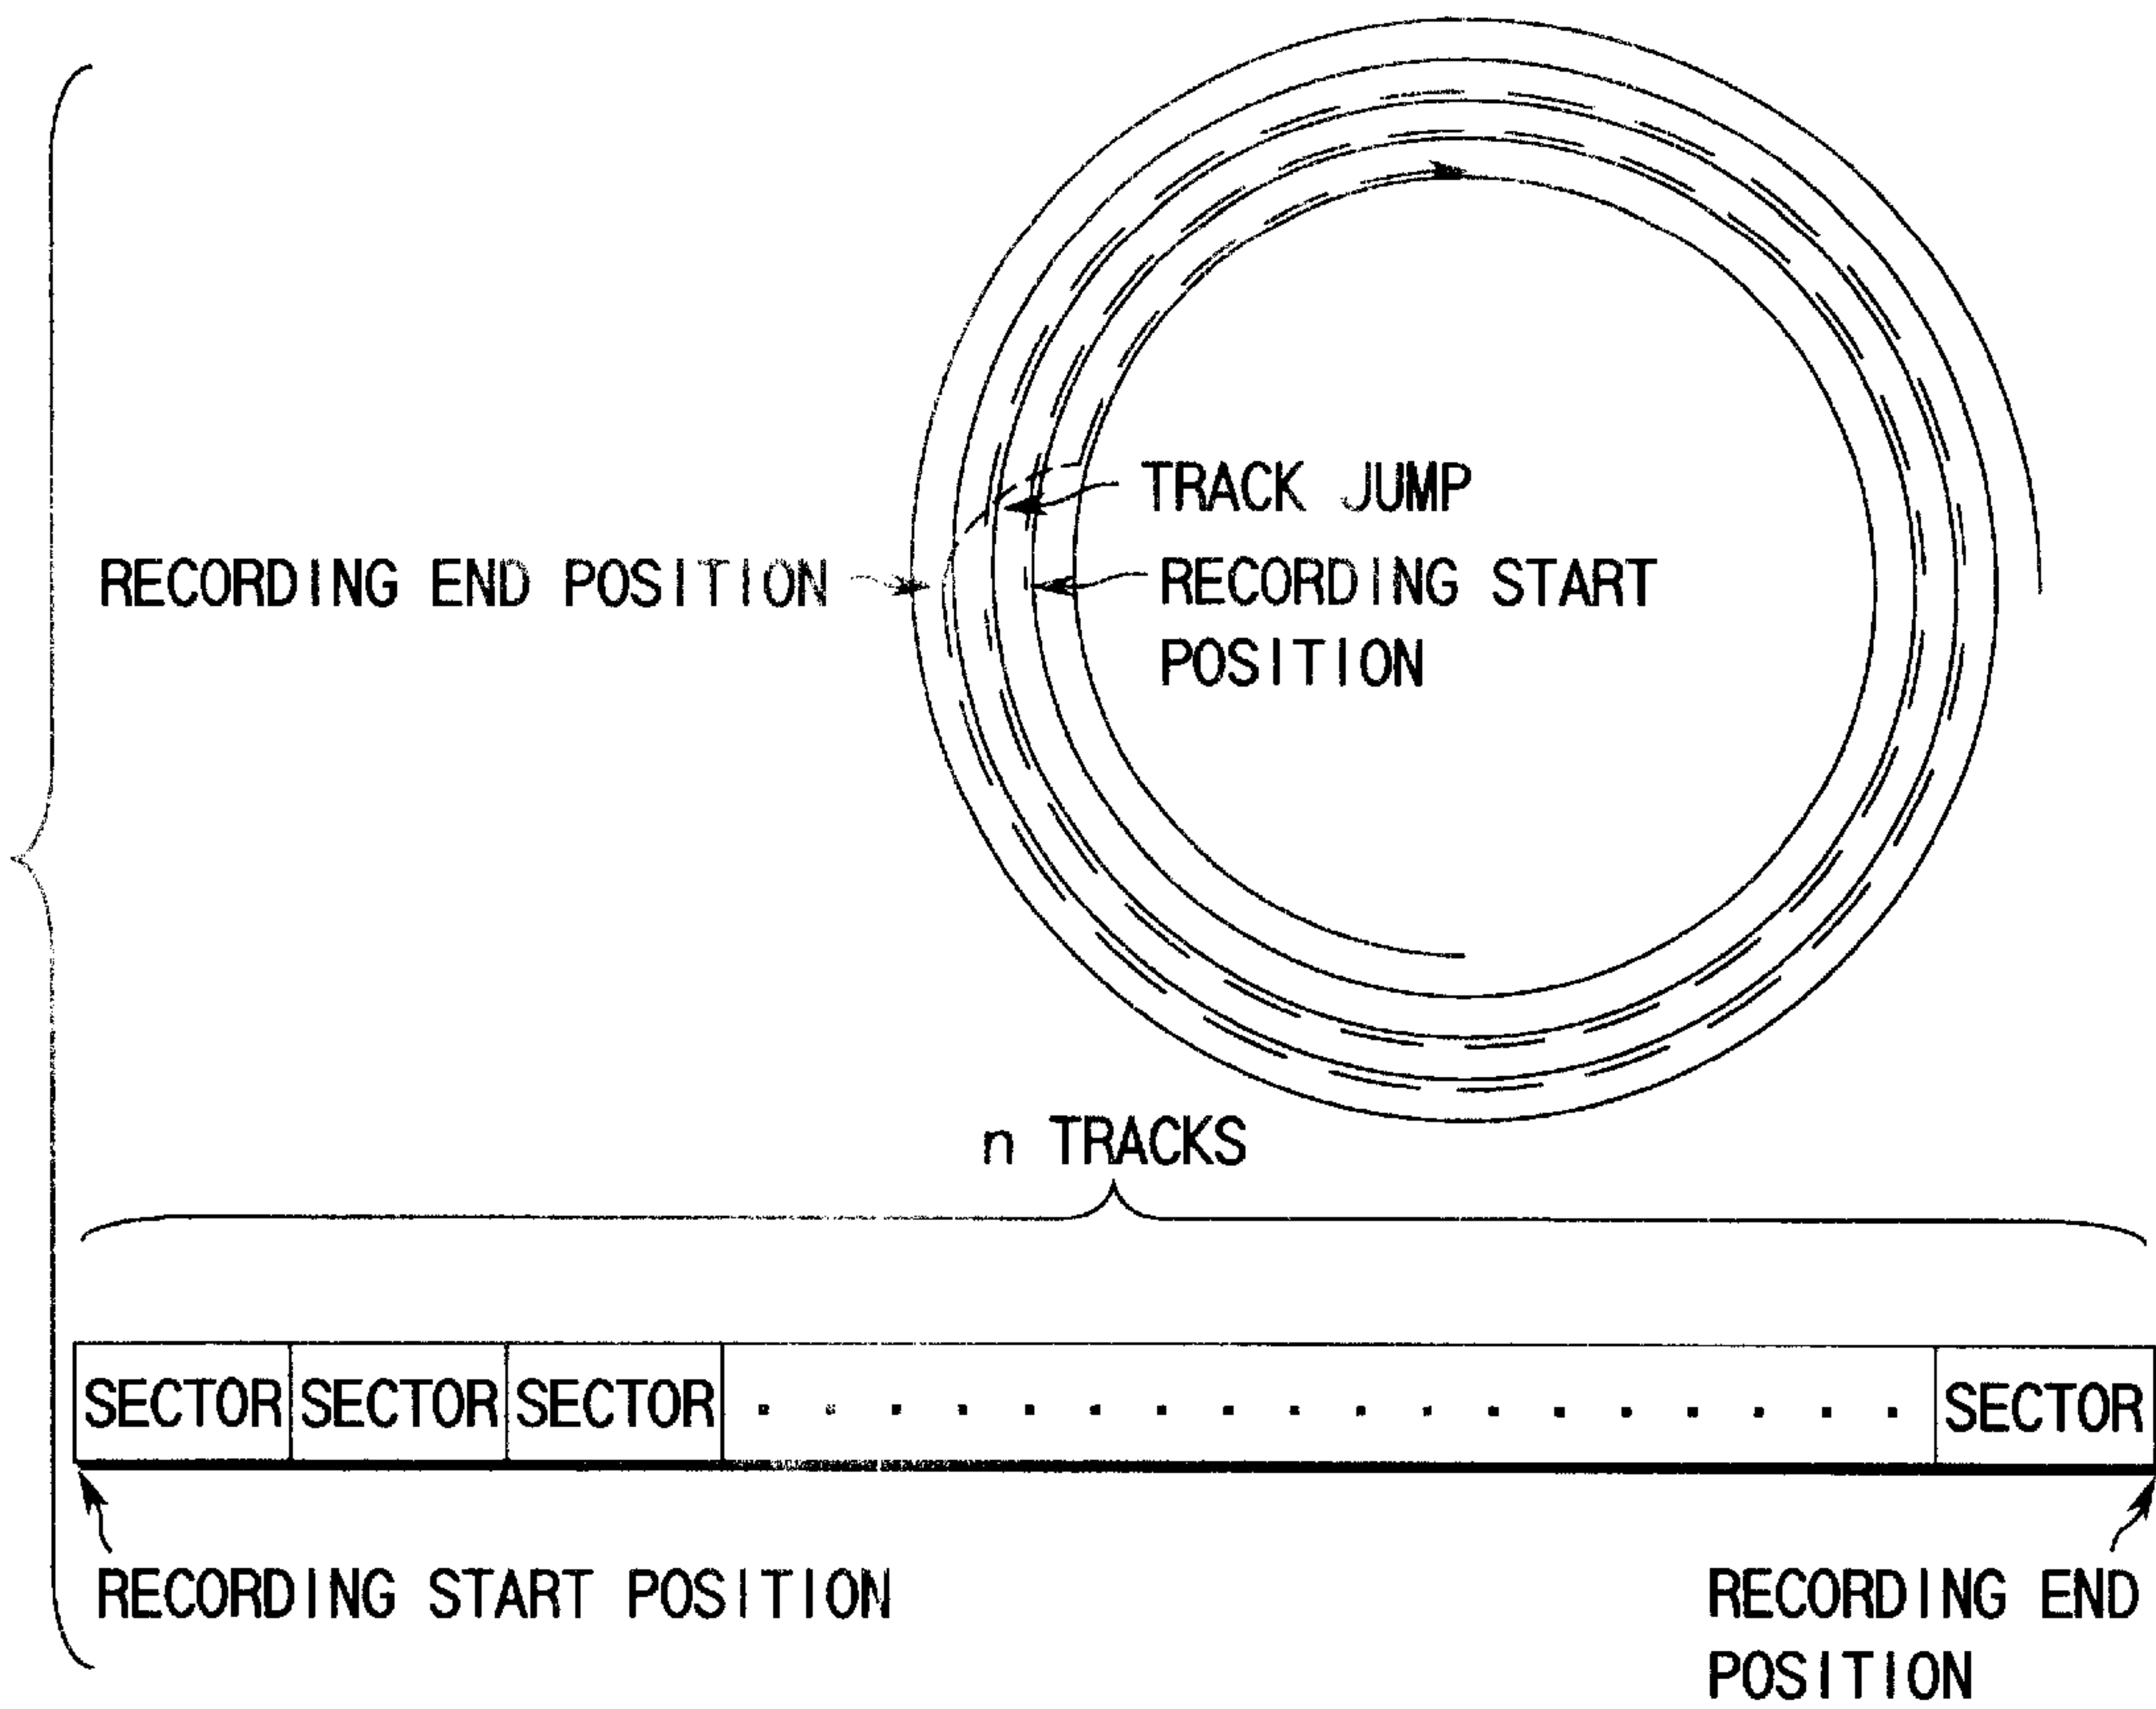 TRACK JUMP
RECORDING END POSITION
RECORDING START
POSITION
n TRACKS
SECTOR SECTOR SECTOR . . . . . . . . . . . . . . . . . . SECTOR
RECORDING START POSITION
RECORDING END
POSITION